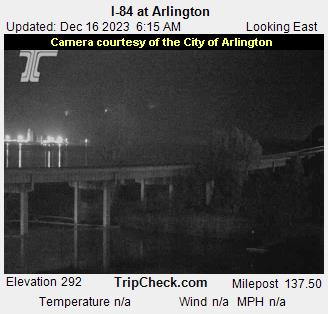 I-84 at Arlington
Updated: Dec 16 2023 6:15 AM Looking East
Camera courtesy of the City of Arlington
Elevation 292 TripCheck.com Milepost 137.50
Temperature n/a Wind n/a MPH n/a